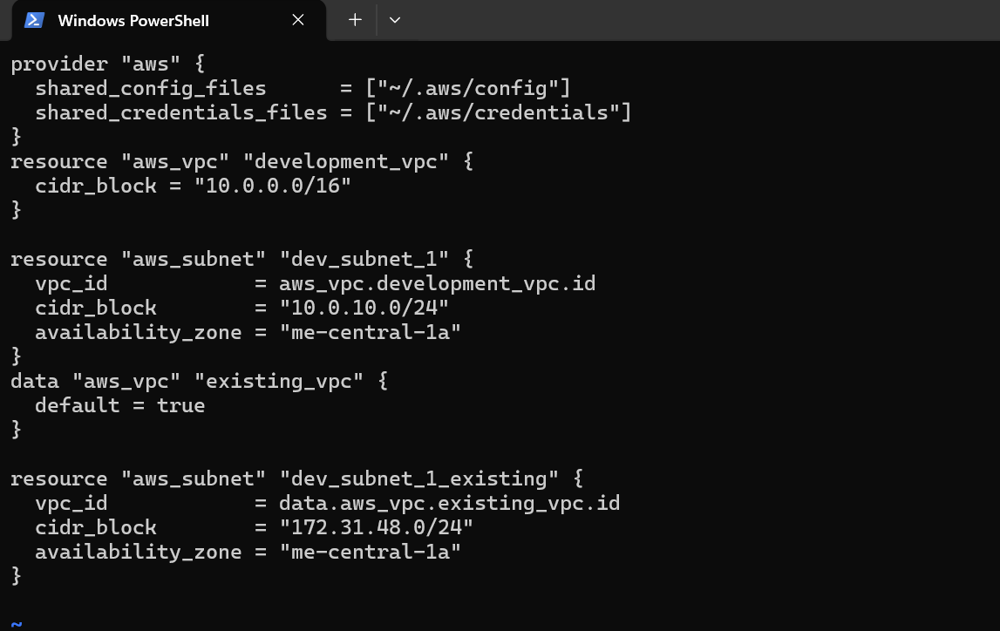 Windows PowerShell
provider "aws" {
  shared_config_files      = ["~/.aws/config"]
  shared_credentials_files = ["~/.aws/credentials"]
}
resource "aws_vpc" "development_vpc" {
  cidr_block = "10.0.0.0/16"
}

resource "aws_subnet" "dev_subnet_1" {
  vpc_id            = aws_vpc.development_vpc.id
  cidr_block        = "10.0.10.0/24"
  availability_zone = "me-central-1a"
}
data "aws_vpc" "existing_vpc" {
  default = true
}

resource "aws_subnet" "dev_subnet_1_existing" {
  vpc_id            = data.aws_vpc.existing_vpc.id
  cidr_block        = "172.31.48.0/24"
  availability_zone = "me-central-1a"
}

~